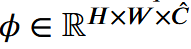 ϕ ∈ ℝ^{H×W×Ĉ}